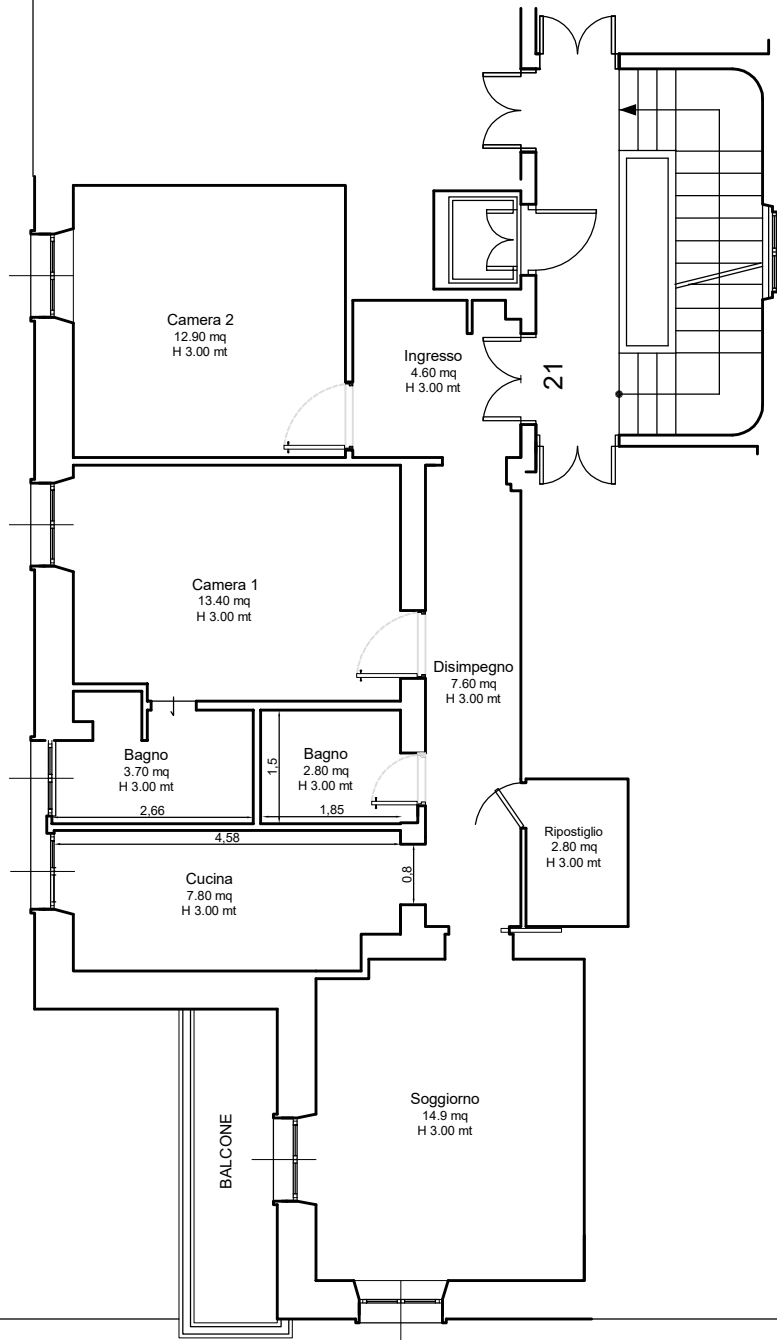 Camera 2
12.90 mq
H 3.00 mt
Ingresso
4.60 mq
H 3.00 mt
21
Camera 1
13.40 mq
H 3.00 mt
Disimpegno
7.60 mq
H 3.00 mt
Bagno
3.70 mq
H 3.00 mt
2,66
1,5
Bagno
2.80 mq
H 3.00 mt
1,85
Ripostiglio
2.80 mq
H 3.00 mt
4,58
0,8
Cucina
7.80 mq
H 3.00 mt
Soggiorno
14.9 mq
H 3.00 mt
BALCONE